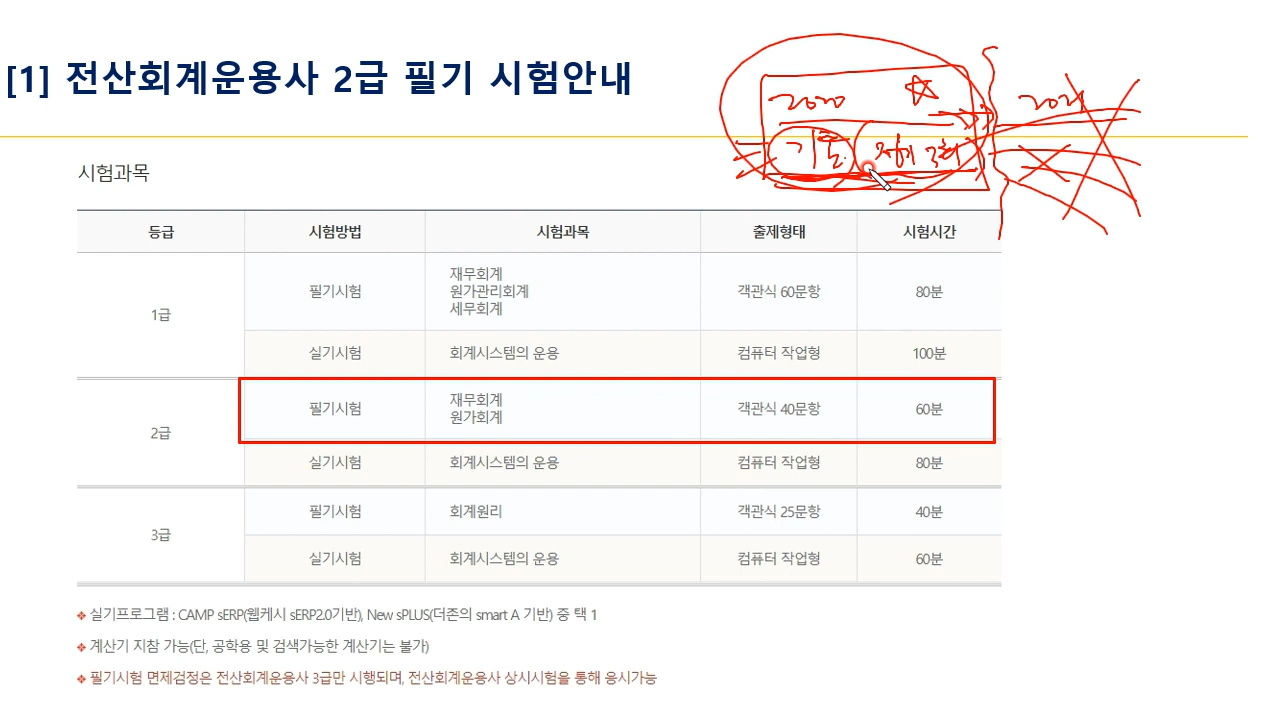 [1] 전산회계운용사 2급 필기 시험안내
2020
2021
기출
시험과목
등급 시험방법 시험과목 출제형태 시험시간
1급
필기시험
재무회계
원가관리회계
세무회계
객관식 60문항 80분
실기시험 회계시스템의 운용 컴퓨터 작업형 100분
2급
필기시험
재무회계
원가회계
객관식 40문항 60분
실기시험 회계시스템의 운용 컴퓨터 작업형 80분
3급
필기시험 회계원리 객관식 25문항 40분
실기시험 회계시스템의 운용 컴퓨터 작업형 60분
❖ 실기프로그램 : CAMP sERP(웹케시 sERP2.0기반), New sPLUS(더존의 smart A 기반) 중 택 1
❖ 계산기 지참 가능(단, 공학용 및 검색가능한 계산기는 불가)
❖ 필기시험 면제검정은 전산회계운용사 3급만 시행되며, 전산회계운용사 상시시험을 통해 응시가능